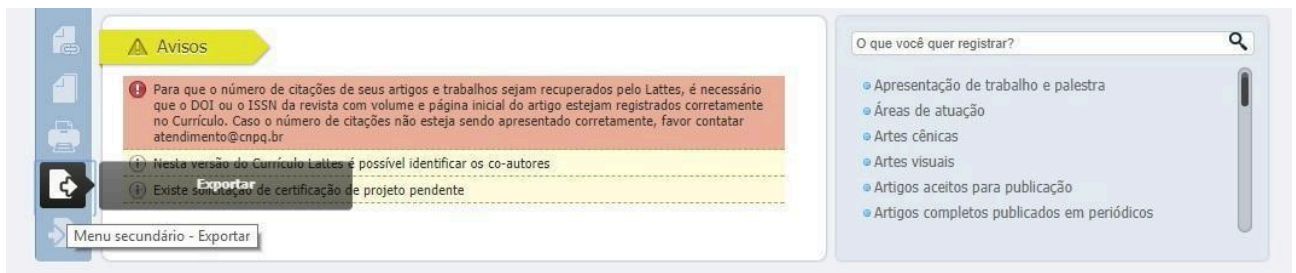 Avisos
Para que o número de citações de seus artigos e trabalhos sejam recuperados pelo Lattes, é necessário
que o DOI ou o ISSN da revista com volume e página inicial do artigo estejam registrados corretamente
no Currículo. Caso o número de citações não esteja sendo apresentado corretamente, favor contatar
atendimento@cnpq.br
Nesta versão do Currículo Lattes é possível identificar os co-autores
Existe solicitação de certificação de projeto pendente
Exportar
Menu secundário - Exportar
O que você quer registrar?
Apresentação de trabalho e palestra
Áreas de atuação
Artes cênicas
Artes visuais
Artigos aceitos para publicação
Artigos completos publicados em periódicos